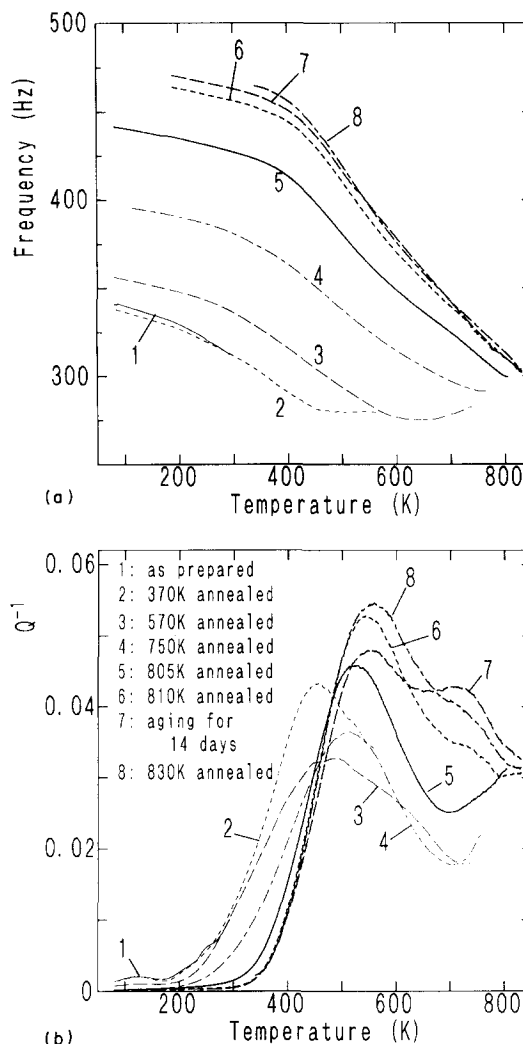 500
400
300
Frequency (Hz)
6
7
8
5
4
3
1
2
200
400
600
800
(a)
Temperature (K)
0.06
0.04
0.02
0
Q⁻¹
1: as prepared
2: 370K annealed
3: 570K annealed
4: 750K annealed
5: 805K annealed
6: 810K annealed
7: aging for
14 days
8: 830K annealed
8
6
7
5
2
3
4
1
200
400
600
800
(b)
Temperature (K)